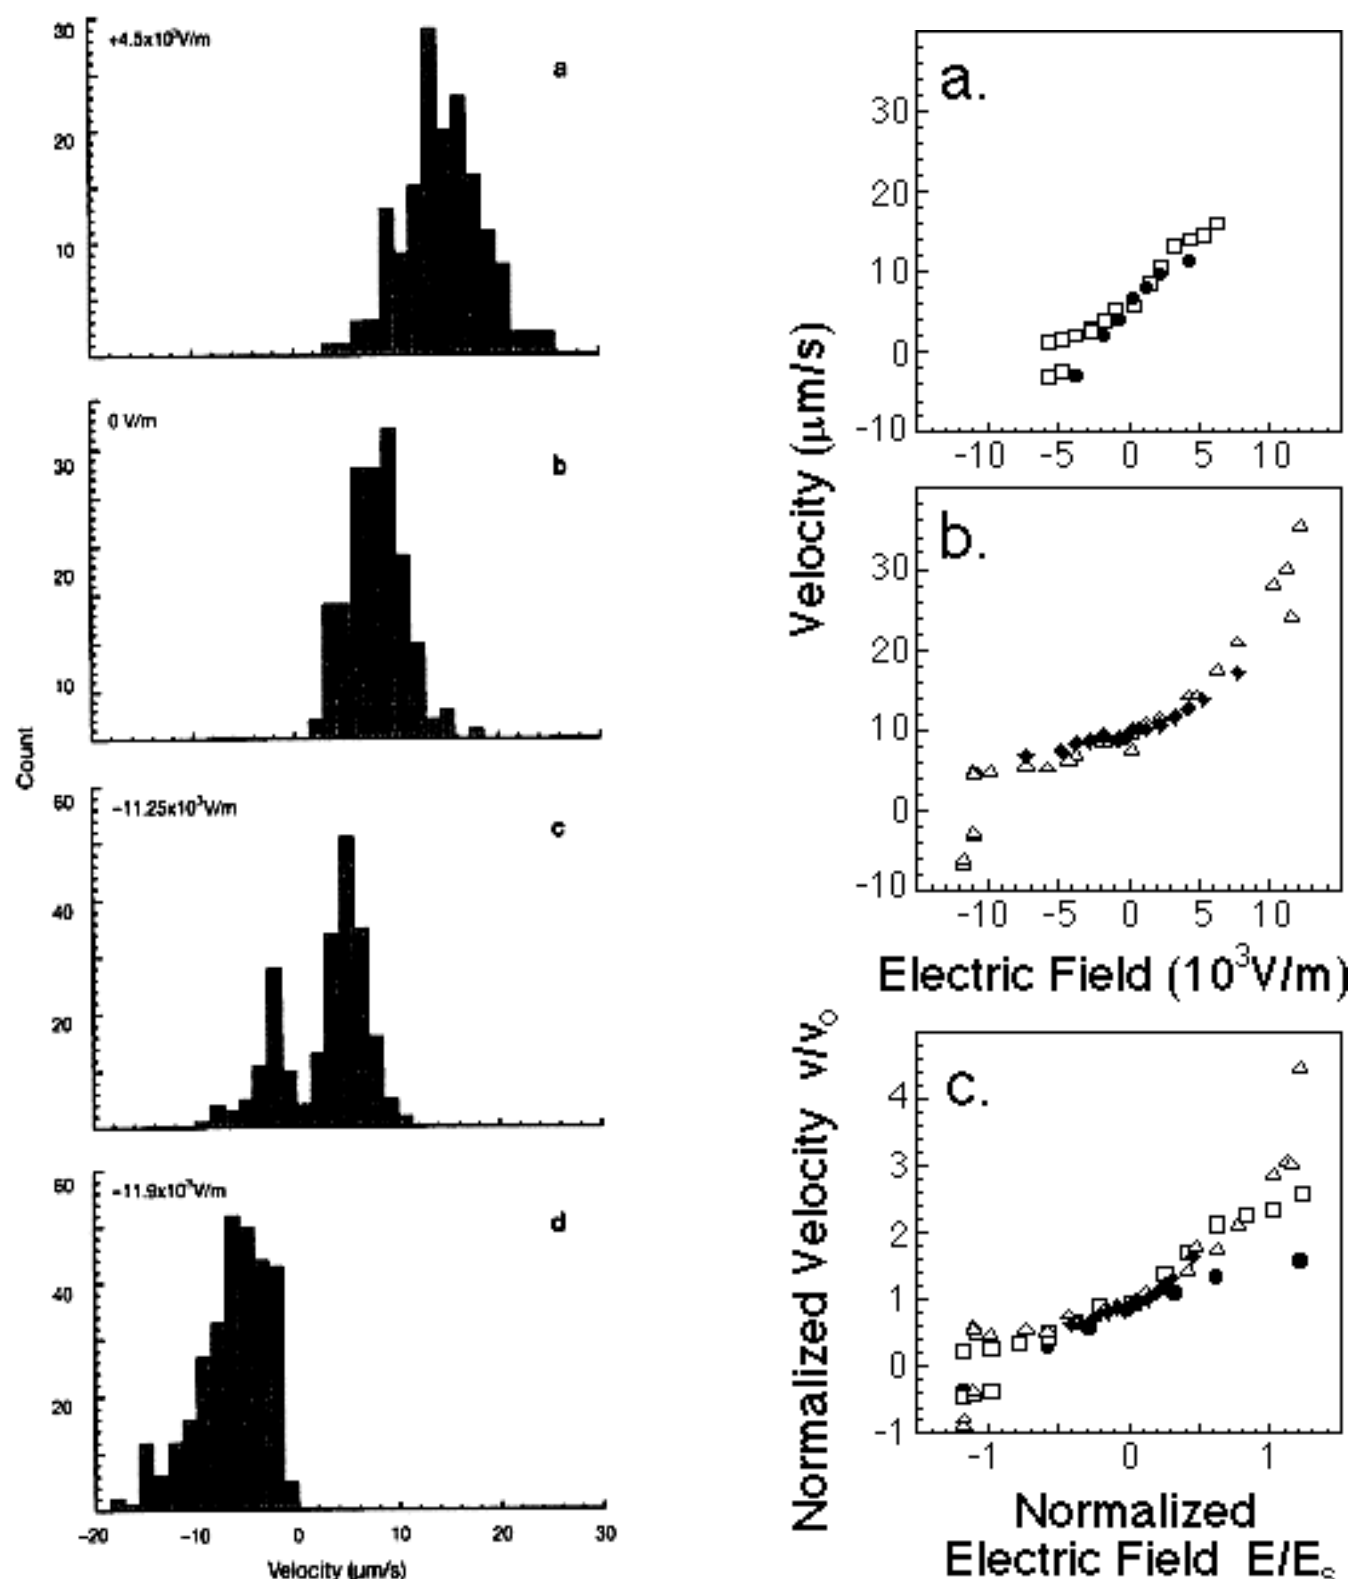 30
+4.5x10³V/m
a
20
10
0 V/m
30
b
20
10
Count
60
−11.25x10³V/m
c
40
20
60
−11.9x10³V/m
d
40
20
−20 −10 0 10 20 30
Velocity (μm/s)
a.
30
20
10
0
-10
-10 -5 0 5 10
Velocity (μm/s)
b.
30
20
10
0
-10
-10 -5 0 5 10
Electric Field (10³V/m)
c.
4
3
2
1
0
-1
-1 0 1
Normalized Velocity v/v₀
Normalized
Electric Field E/Eₛ